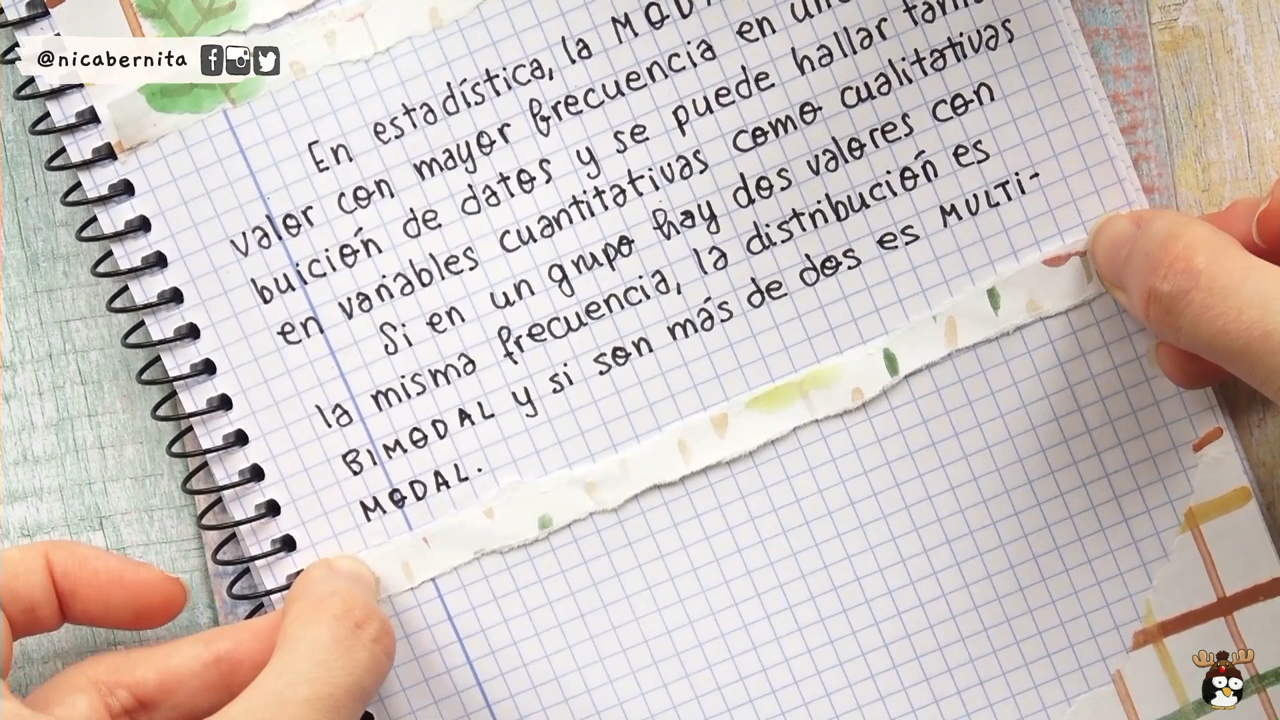 @nicabernita
En estadística, la
valor con mayor frecuencia en
buición de datos y se puede hallar
en variables cuantitativas como cualitativas
Si en un grupo hay dos valores con
la misma frecuencia, la distribución es
BIMODAL y si son más de dos es MULTI-
MODAL.